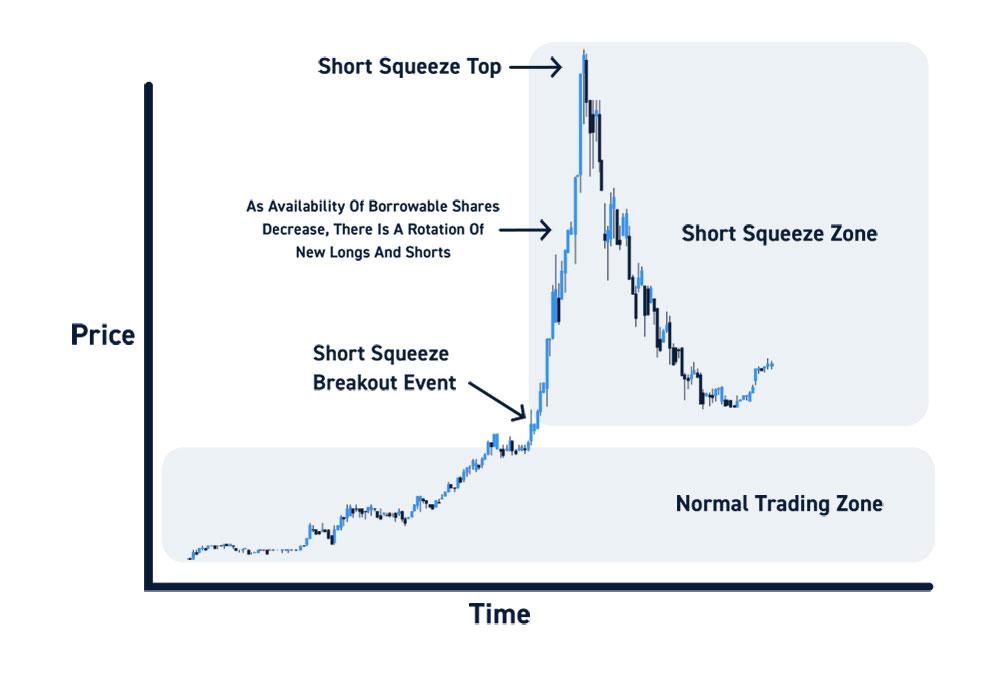 Short Squeeze Top
As Availability Of Borrowable Shares
Decrease, There Is A Rotation Of
New Longs And Shorts
Short Squeeze Zone
Price
Short Squeeze
Breakout Event
Normal Trading Zone
Time